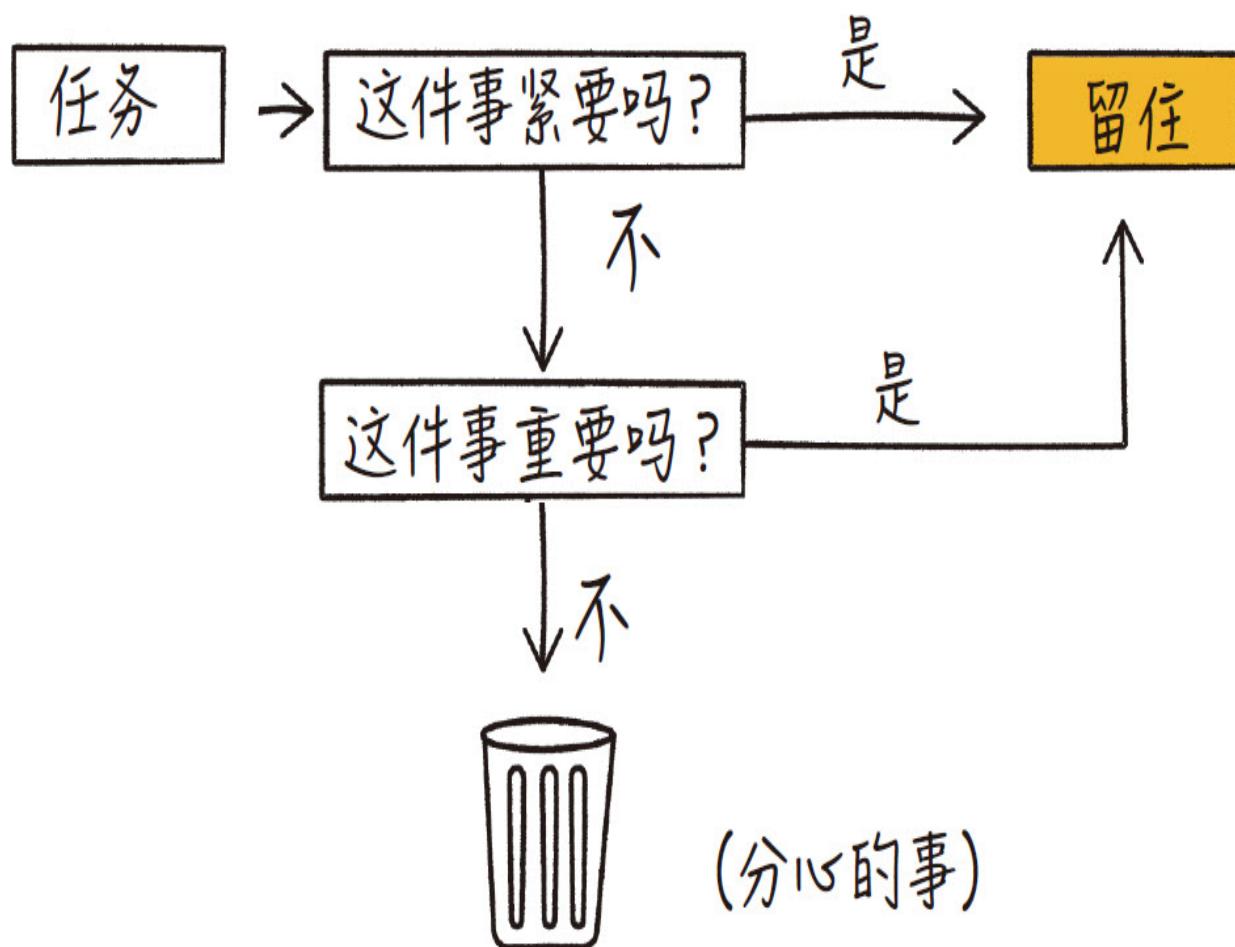 任务
这件事紧要吗?
是
留住
不
这件事重要吗?
是
不
(分心的事)